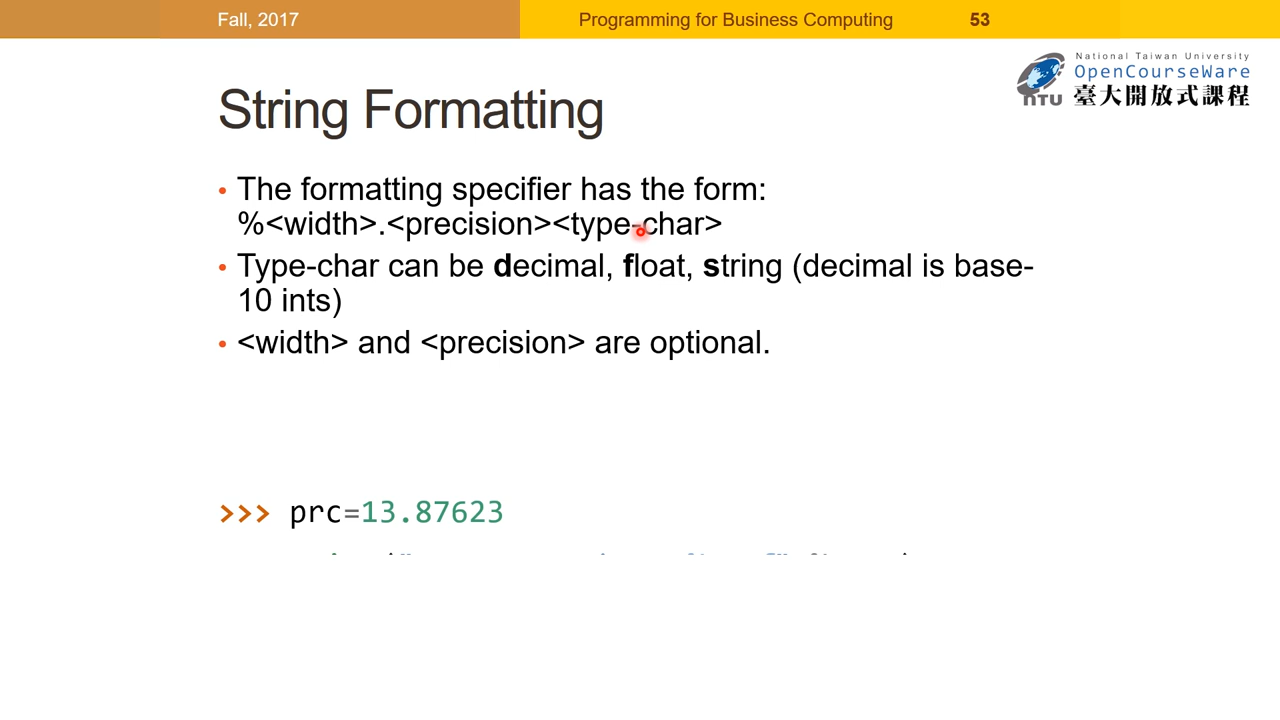 Fall, 2017
Programming for Business Computing
53
National Taiwan University
OpenCourseWare
臺大開放式課程
NTU
String Formatting
• The formatting specifier has the form:
%<width>.<precision><type-char>
• Type-char can be decimal, float, string (decimal is base-
10 ints)
• <width> and <precision> are optional.
>>> prc=13.87623